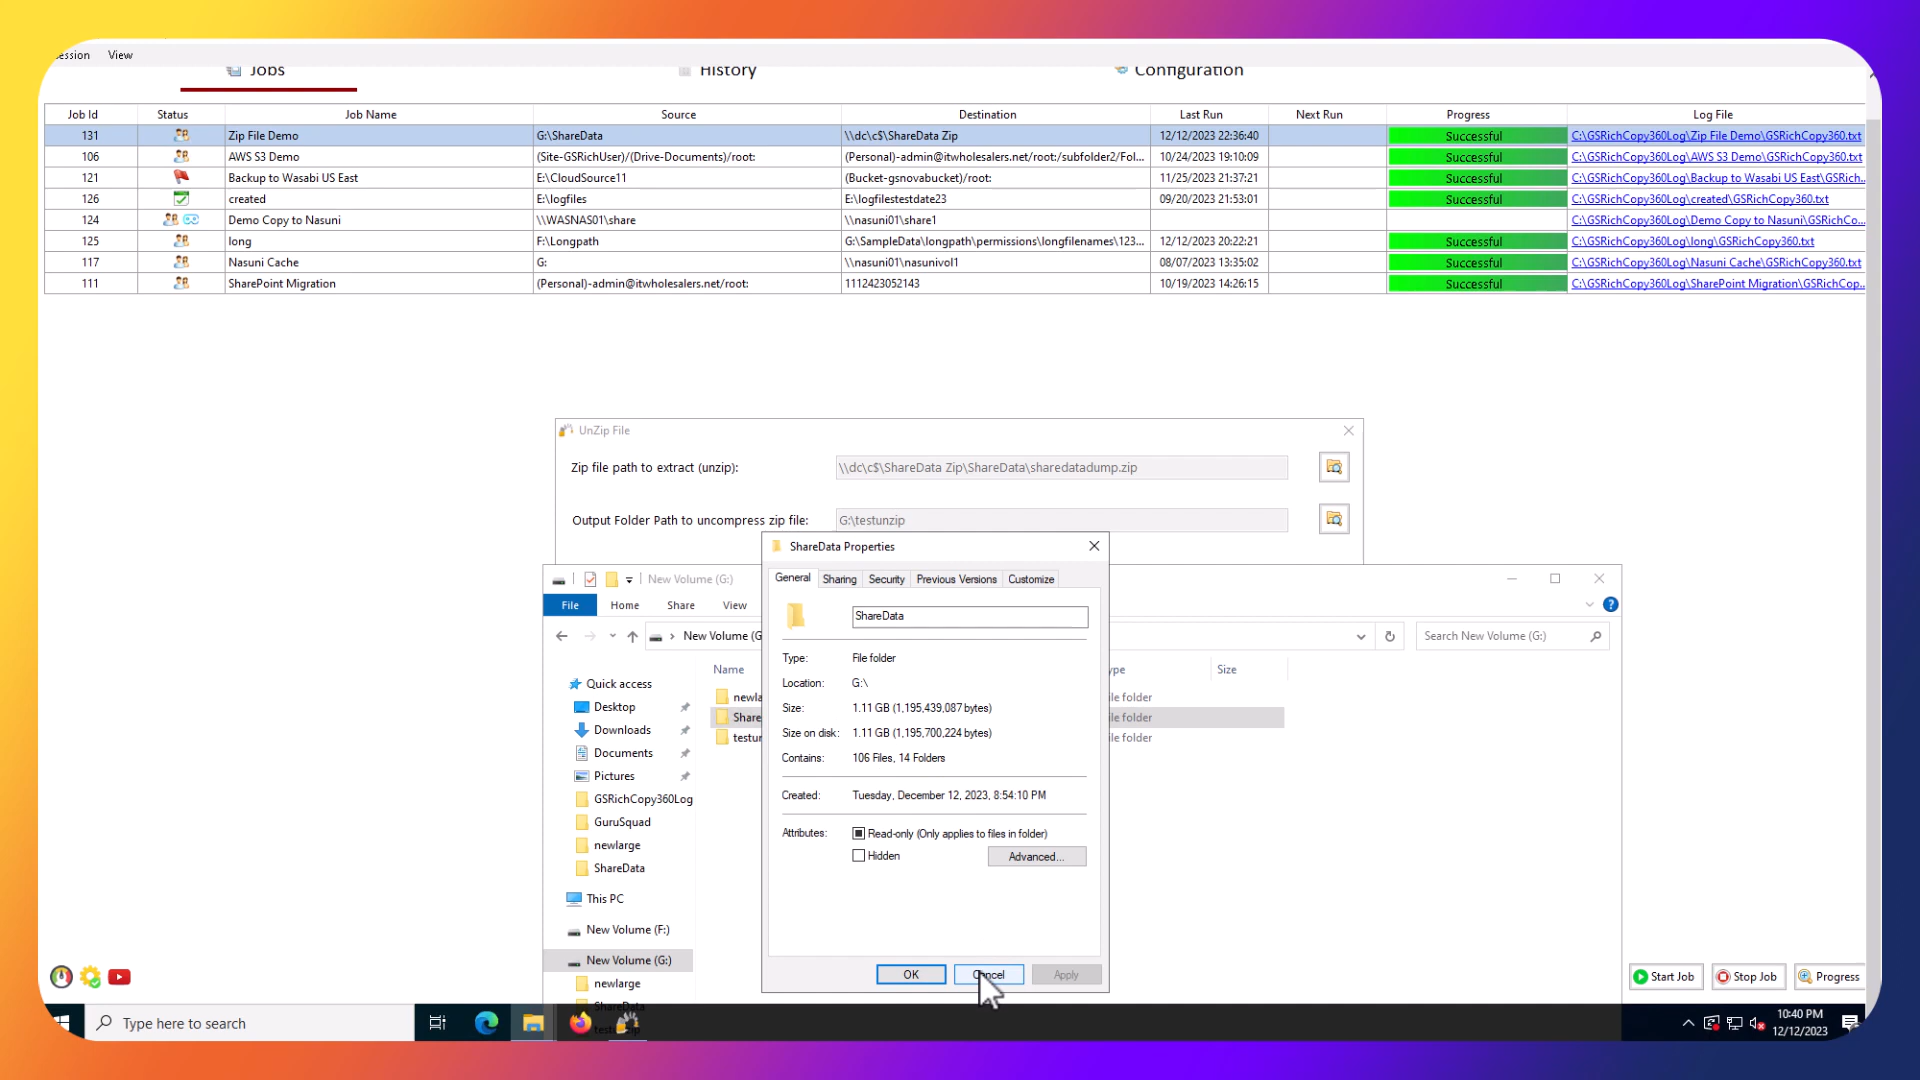 ession View
Jobs History Configuration
Job Id Status Job Name Source Destination Last Run Next Run Progress Log File
131 Zip File Demo G:\ShareData \\dc\c$\ShareData Zip 12/12/2023 22:36:40 Successful C:\GSRichCopy360Log\Zip File Demo\GSRichCopy360.txt
106 AWS S3 Demo (Site-GSRichUser)/(Drive-Documents)/root: (Personal)-admin@itwholesalers.net/root:/subfolder2/Fol... 10/24/2023 19:10:09 Successful C:\GSRichCopy360Log\AWS S3 Demo\GSRichCopy360.txt
121 Backup to Wasabi US East E:\CloudSource11 (Bucket-gsnovabucket)/root: 11/25/2023 21:37:21 Successful C:\GSRichCopy360Log\Backup to Wasabi US East\GSRich...
126 created E:\logfiles E:\logfilestestdate23 09/20/2023 21:53:01 Successful C:\GSRichCopy360Log\created\GSRichCopy360.txt
124 Demo Copy to Nasuni \\WASNAS01\share \\nasuni01\share1 C:\GSRichCopy360Log\Demo Copy to Nasuni\GSRichCo...
125 long F:\Longpath G:\SampleData\longpath\permissions\longfilenames\123... 12/12/2023 20:22:21 Successful C:\GSRichCopy360Log\long\GSRichCopy360.txt
117 Nasuni Cache G: \\nasuni01\nasunivol1 08/07/2023 13:35:02 Successful C:\GSRichCopy360Log\Nasuni Cache\GSRichCopy360.txt
111 SharePoint Migration (Personal)-admin@itwholesalers.net/root: 1112423052143 10/19/2023 14:26:15 Successful C:\GSRichCopy360Log\SharePoint Migration\GSRichCop...
UnZip File
Zip file path to extract (unzip): \\dc\c$\ShareData Zip\ShareData\sharedatadump.zip
Output Folder Path to uncompress zip file: G:\testunzip
ShareData Properties
General Sharing Security Previous Versions Customize
ShareData
Type: File folder
Location: G:\
Size: 1.11 GB (1,195,439,087 bytes)
Size on disk: 1.11 GB (1,195,700,224 bytes)
Contains: 106 Files, 14 Folders
Created: Tuesday, December 12, 2023, 8:54:10 PM
Attributes: Read-only (Only applies to files in folder)
Hidden Advanced...
OK Cancel Apply
New Volume (G:)
File Home Share View
New Volume (G Search New Volume (G:)
Name ype Size
newla ile folder
Share ile folder
testur ile folder
Quick access
Desktop
Downloads
Documents
Pictures
GSRichCopy360Log
GuruSquad
newlarge
ShareData
This PC
New Volume (F:)
New Volume (G:)
newlarge
ShareData
Start Job Stop Job Progress
Type here to search
10:40 PM
12/12/2023